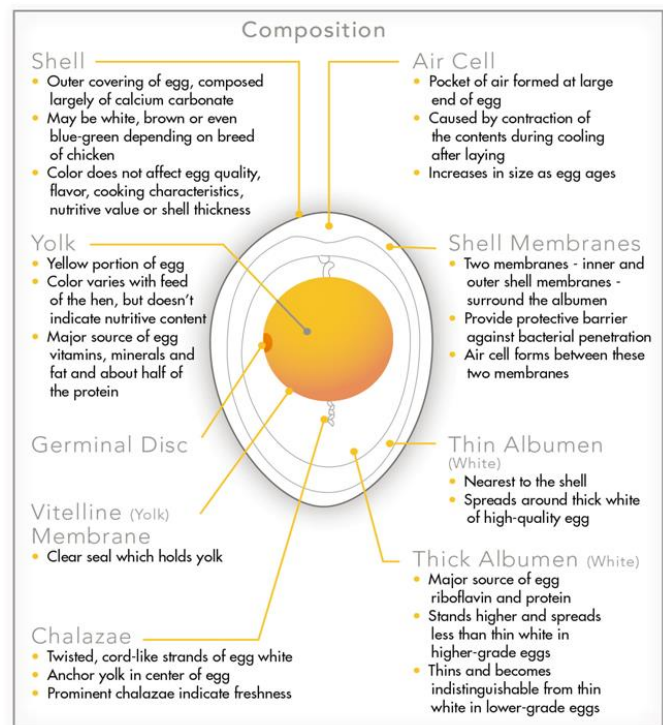 Composition
Shell
• Outer covering of egg, composed
largely of calcium carbonate
• May be white, brown or even
blue-green depending on breed
of chicken
• Color does not affect egg quality,
flavor, cooking characteristics,
nutritive value or shell thickness
Air Cell
• Pocket of air formed at large
end of egg
• Caused by contraction of
the contents during cooling
after laying
• Increases in size as egg ages
Yolk
• Yellow portion of egg
• Color varies with feed
of the hen, but doesn't
indicate nutritive content
• Major source of egg
vitamins, minerals and
fat and about half of
the protein
Shell Membranes
• Two membranes - inner and
outer shell membranes -
surround the albumen
• Provide protective barrier
against bacterial penetration
• Air cell forms between these
two membranes
Germinal Disc
Thin Albumen
(White)
• Nearest to the shell
• Spreads around thick white
of high-quality egg
Vitelline (Yolk)
Membrane
• Clear seal which holds yolk
Thick Albumen (White)
• Major source of egg
riboflavin and protein
• Stands higher and spreads
less than thin white in
higher-grade eggs
• Thins and becomes
indistinguishable from thin
white in lower-grade eggs
Chalazae
• Twisted, cord-like strands of egg white
• Anchor yolk in center of egg
• Prominent chalazae indicate freshness